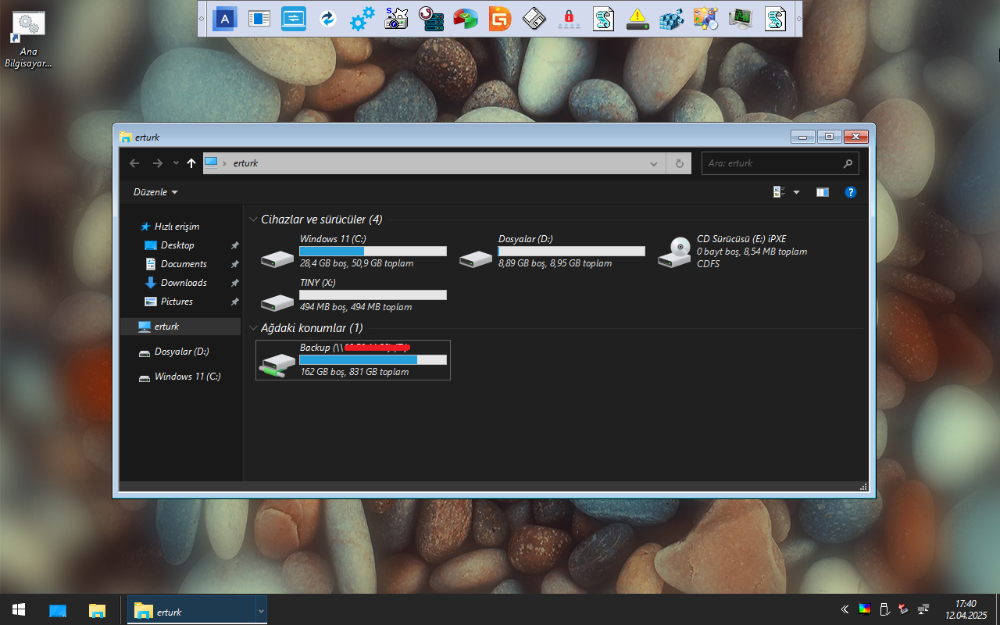 Ana
Bilgisayar...
erturk
erturk
Ara: erturk
Düzenle
Hızlı erişim
Desktop
Documents
Downloads
Pictures
erturk
Dosyalar (D:)
Windows 11 (C:)
Cihazlar ve sürücüler (4)
Windows 11 (C:)
28,4 GB boş, 50,9 GB toplam
Dosyalar (D:)
8,89 GB boş, 8,95 GB toplam
CD Sürücüsü (E:) iPXE
0 bayt boş, 8,54 MB toplam
CDFS
TINY (X:)
494 MB boş, 494 MB toplam
Ağdaki konumlar (1)
Backup (\\
162 GB boş, 831 GB toplam
erturk
17:40
12.04.2025